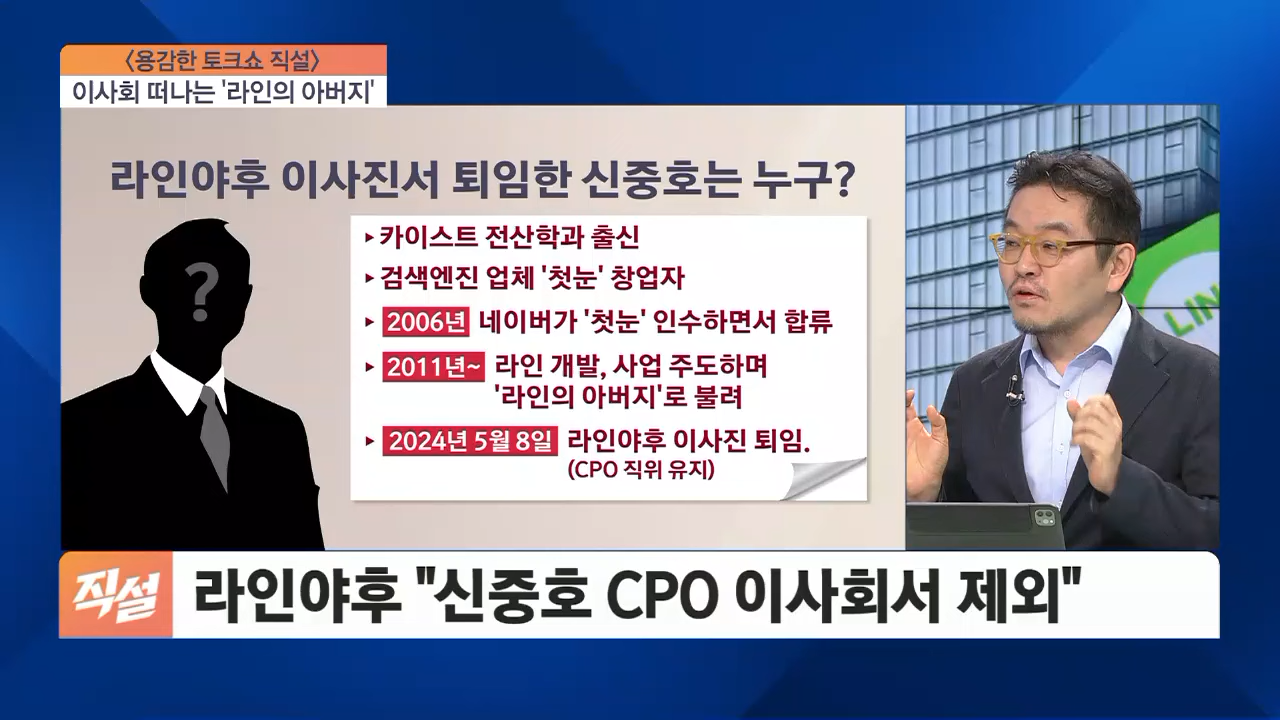 <용감한 토크쇼 직설>
이사회 떠나는 '라인의 아버지'
라인야후 이사진서 퇴임한 신중호는 누구?
?
▸카이스트 전산학과 출신
▸검색엔진 업체 '첫눈' 창업자
▸2006년 네이버가 '첫눈' 인수하면서 합류
▸2011년~ 라인 개발, 사업 주도하며
'라인의 아버지'로 불려
▸2024년 5월 8일 라인야후 이사진 퇴임.
(CPO 직위 유지)
LIN
직설
라인야후 "신중호 CPO 이사회서 제외"